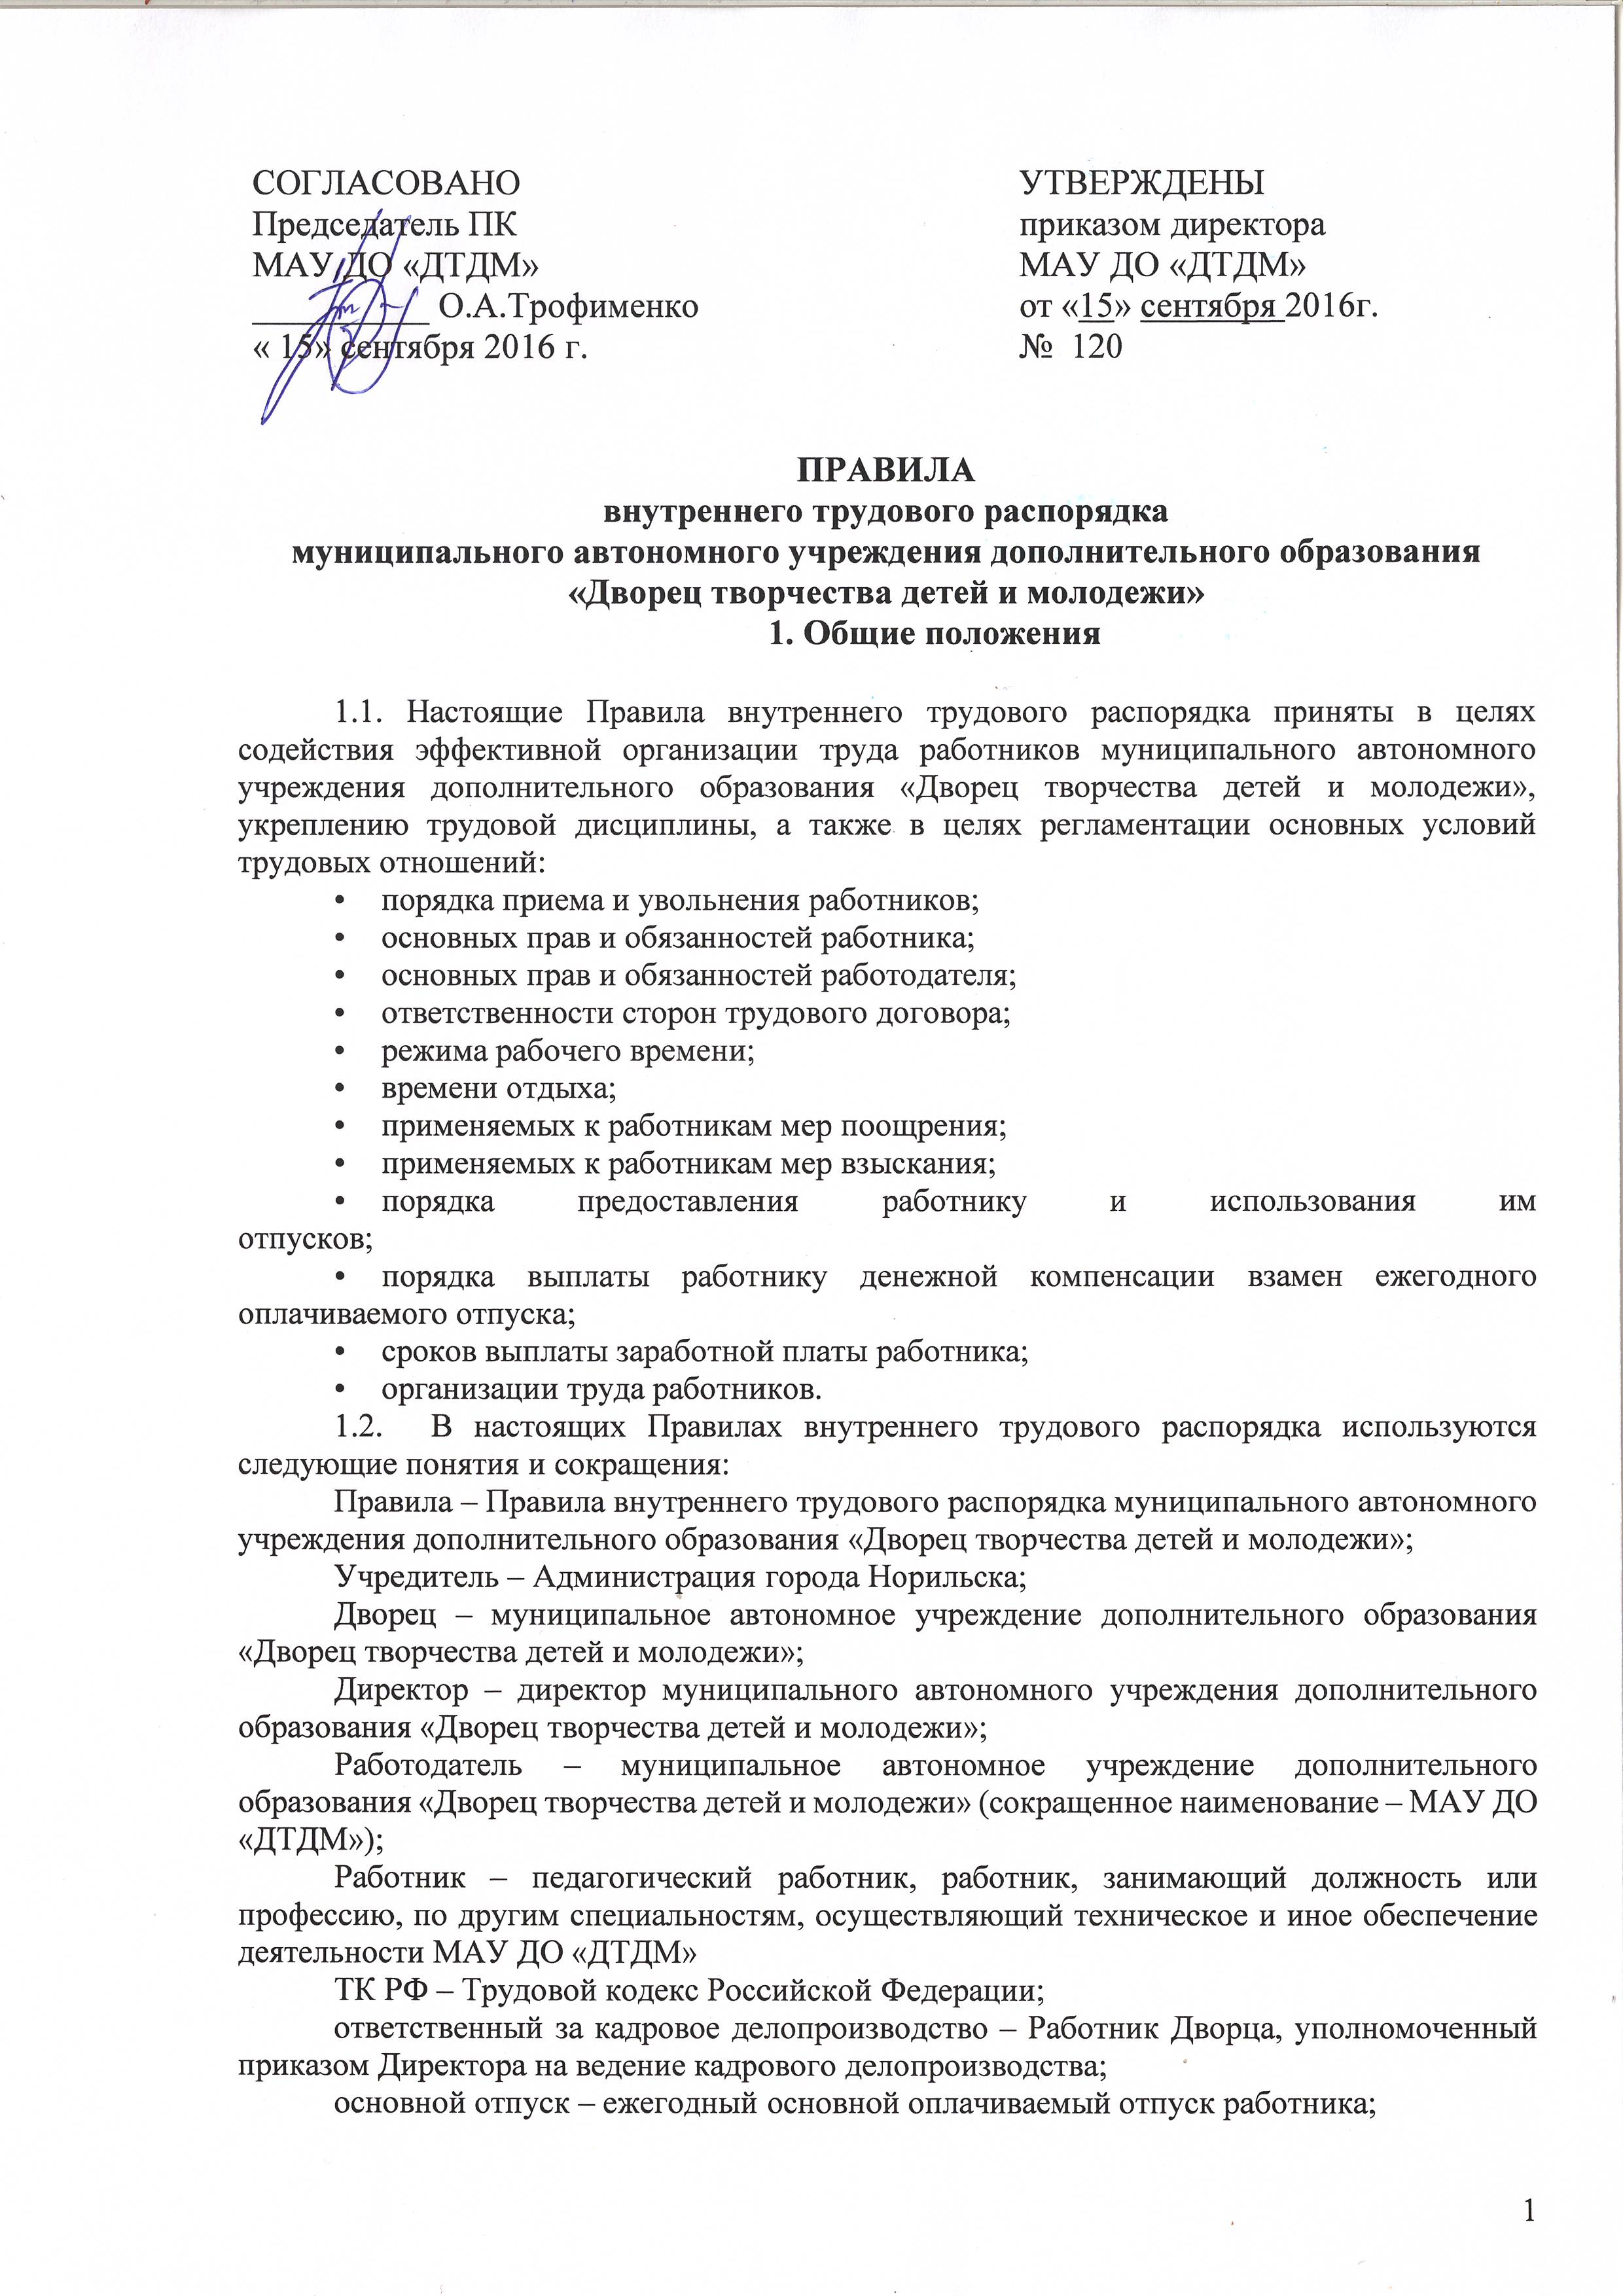 СОГЛАСОВАНО
Председатель ПК
МАУ ДО «ДТДМ»
___________ О.А.Трофименко
« 15» сентября 2016 г.
УТВЕРЖДЕНЫ
приказом директора
МАУ ДО «ДТДМ»
от «15» сентября 2016г.
№ 120
ПРАВИЛА
внутреннего трудового распорядка
муниципального автономного учреждения дополнительного образования
«Дворец творчества детей и молодежи»
1. Общие положения
1.1. Настоящие Правила внутреннего трудового распорядка приняты в целях
содействия эффективной организации труда работников муниципального автономного
учреждения дополнительного образования «Дворец творчества детей и молодежи»,
укреплению трудовой дисциплины, а также в целях регламентации основных условий
трудовых отношений:
• порядка приема и увольнения работников;
• основных прав и обязанностей работника;
• основных прав и обязанностей работодателя;
• ответственности сторон трудового договора;
• режима рабочего времени;
• времени отдыха;
• применяемых к работникам мер поощрения;
• применяемых к работникам мер взыскания;
• порядка предоставления работнику и использования им
отпусков;
• порядка выплаты работнику денежной компенсации взамен ежегодного
оплачиваемого отпуска;
• сроков выплаты заработной платы работника;
• организации труда работников.
1.2. В настоящих Правилах внутреннего трудового распорядка используются
следующие понятия и сокращения:
Правила – Правила внутреннего трудового распорядка муниципального автономного
учреждения дополнительного образования «Дворец творчества детей и молодежи»;
Учредитель – Администрация города Норильска;
Дворец – муниципальное автономное учреждение дополнительного образования
«Дворец творчества детей и молодежи»;
Директор – директор муниципального автономного учреждения дополнительного
образования «Дворец творчества детей и молодежи»;
Работодатель – муниципальное автономное учреждение дополнительного
образования «Дворец творчества детей и молодежи» (сокращенное наименование – МАУ ДО
«ДТДМ»);
Работник – педагогический работник, работник, занимающий должность или
профессию, по другим специальностям, осуществляющий техническое и иное обеспечение
деятельности МАУ ДО «ДТДМ»
ТК РФ – Трудовой кодекс Российской Федерации;
ответственный за кадровое делопроизводство – Работник Дворца, уполномоченный
приказом Директора на ведение кадрового делопроизводства;
основной отпуск – ежегодный основной оплачиваемый отпуск работника;
1